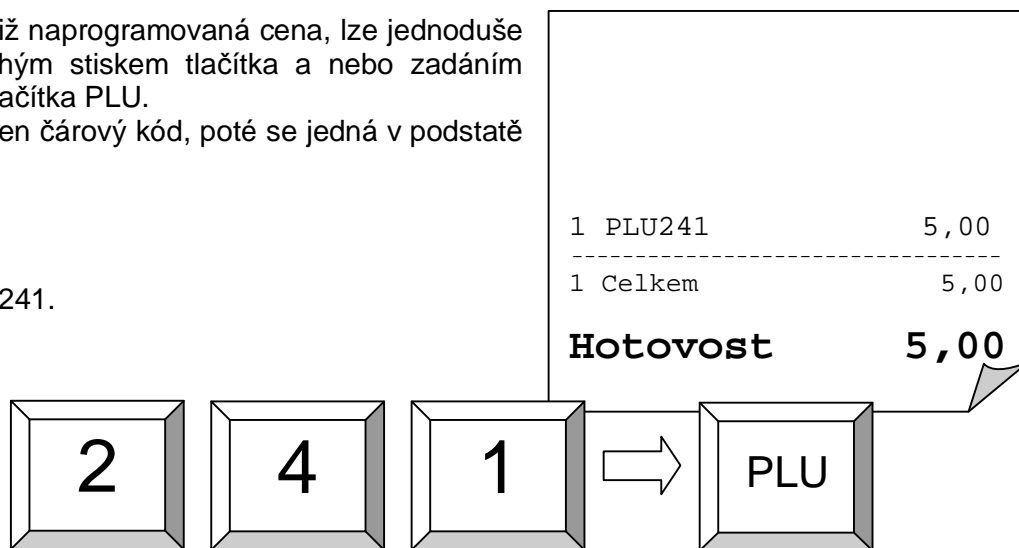 iž naprogramovaná cena, lze jednoduše
hým stiskem tlačítka a nebo zadáním
ačítka PLU.
en čárový kód, poté se jedná v podstatě
241.
1 PLU241 5,00
---------------------------------
1 Celkem 5,00
Hotovost 5,00
2 4 1 PLU